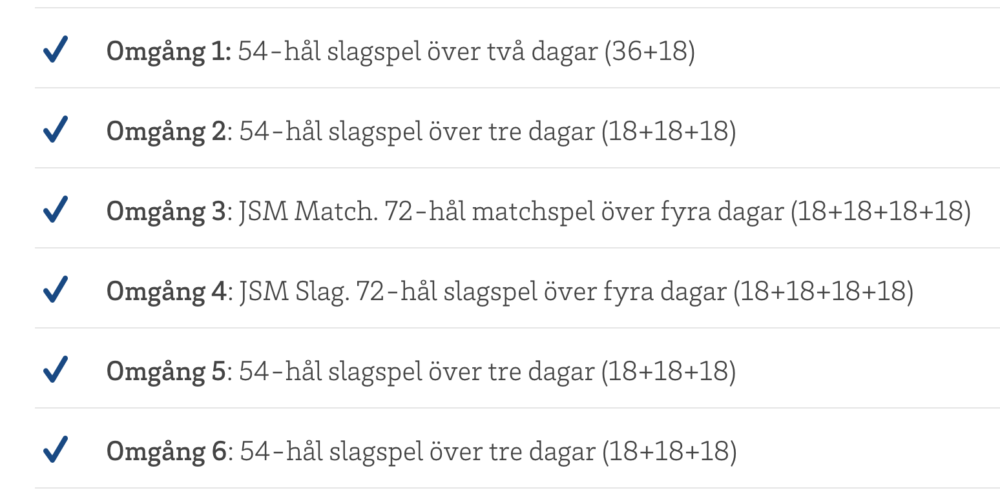 Omgång 1: 54-hål slagspel över två dagar (36+18)
Omgång 2: 54-hål slagspel över tre dagar (18+18+18)
Omgång 3: JSM Match. 72-hål matchspel över fyra dagar (18+18+18+18)
Omgång 4: JSM Slag. 72-hål slagspel över fyra dagar (18+18+18+18)
Omgång 5: 54-hål slagspel över tre dagar (18+18+18)
Omgång 6: 54-hål slagspel över tre dagar (18+18+18)